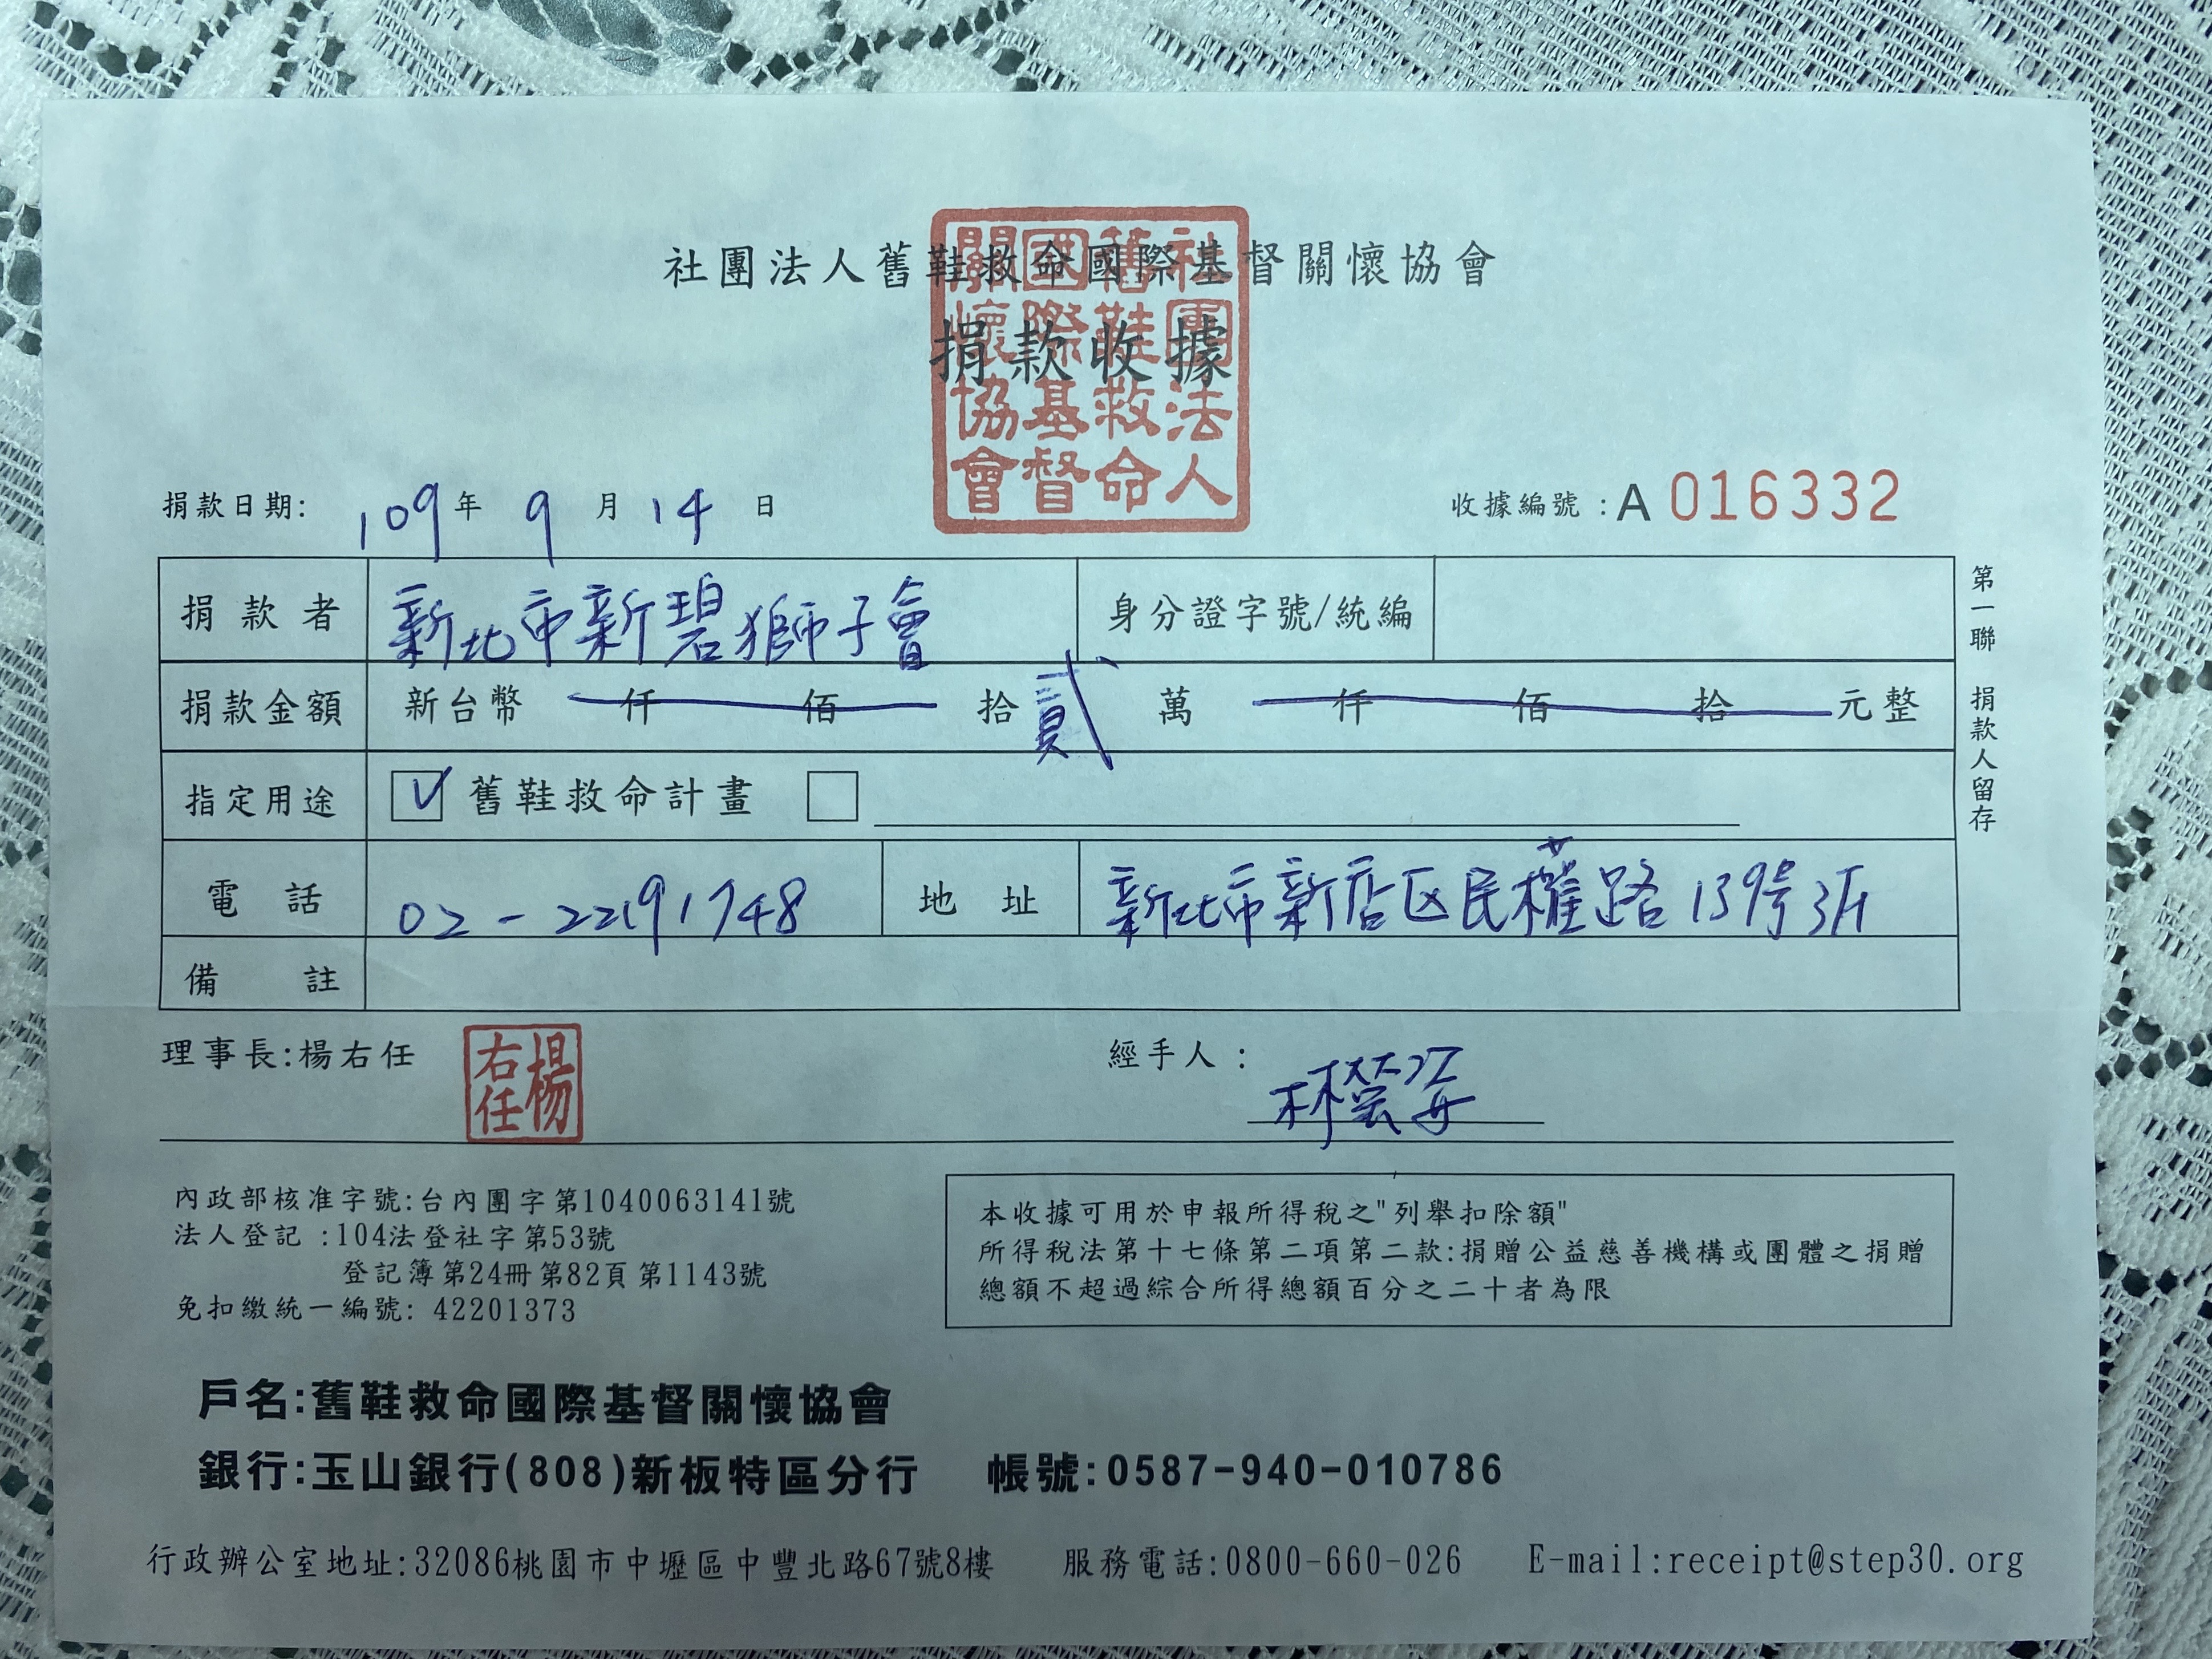 社團法人舊鞋救命國際基督關懷協會
捐款收據
社團法人舊鞋救命國際基督關懷協會
捐款日期: 109 年 9 月 14 日
收據編號:A 016332
捐款者 新北市新碧獅子會 身分證字號/統編
捐款金額 新台幣 仟 佰 拾 貳 萬 仟 佰 拾 元整
指定用途 ☑ 舊鞋救命計畫 ☐
電話 02-22191748 地址 新北市新店区民權路139号3F
備註
第一聯 捐款人留存
理事長:楊右任 楊右任 經手人: 林
內政部核准字號:台內團字第1040063141號
法人登記 :104法登社字第53號
登記簿第24冊第82頁第1143號
免扣繳統一編號: 42201373
本收據可用於申報所得稅之"列舉扣除額"
所得稅法第十七條第二項第二款:捐贈公益慈善機構或團體之捐贈
總額不超過綜合所得總額百分之二十者為限
戶名:舊鞋救命國際基督關懷協會
銀行:玉山銀行(808)新板特區分行 帳號:0587-940-010786
行政辦公室地址:32086桃園市中壢區中豐北路67號8樓 服務電話:0800-660-026 E-mail:receipt@step30.org